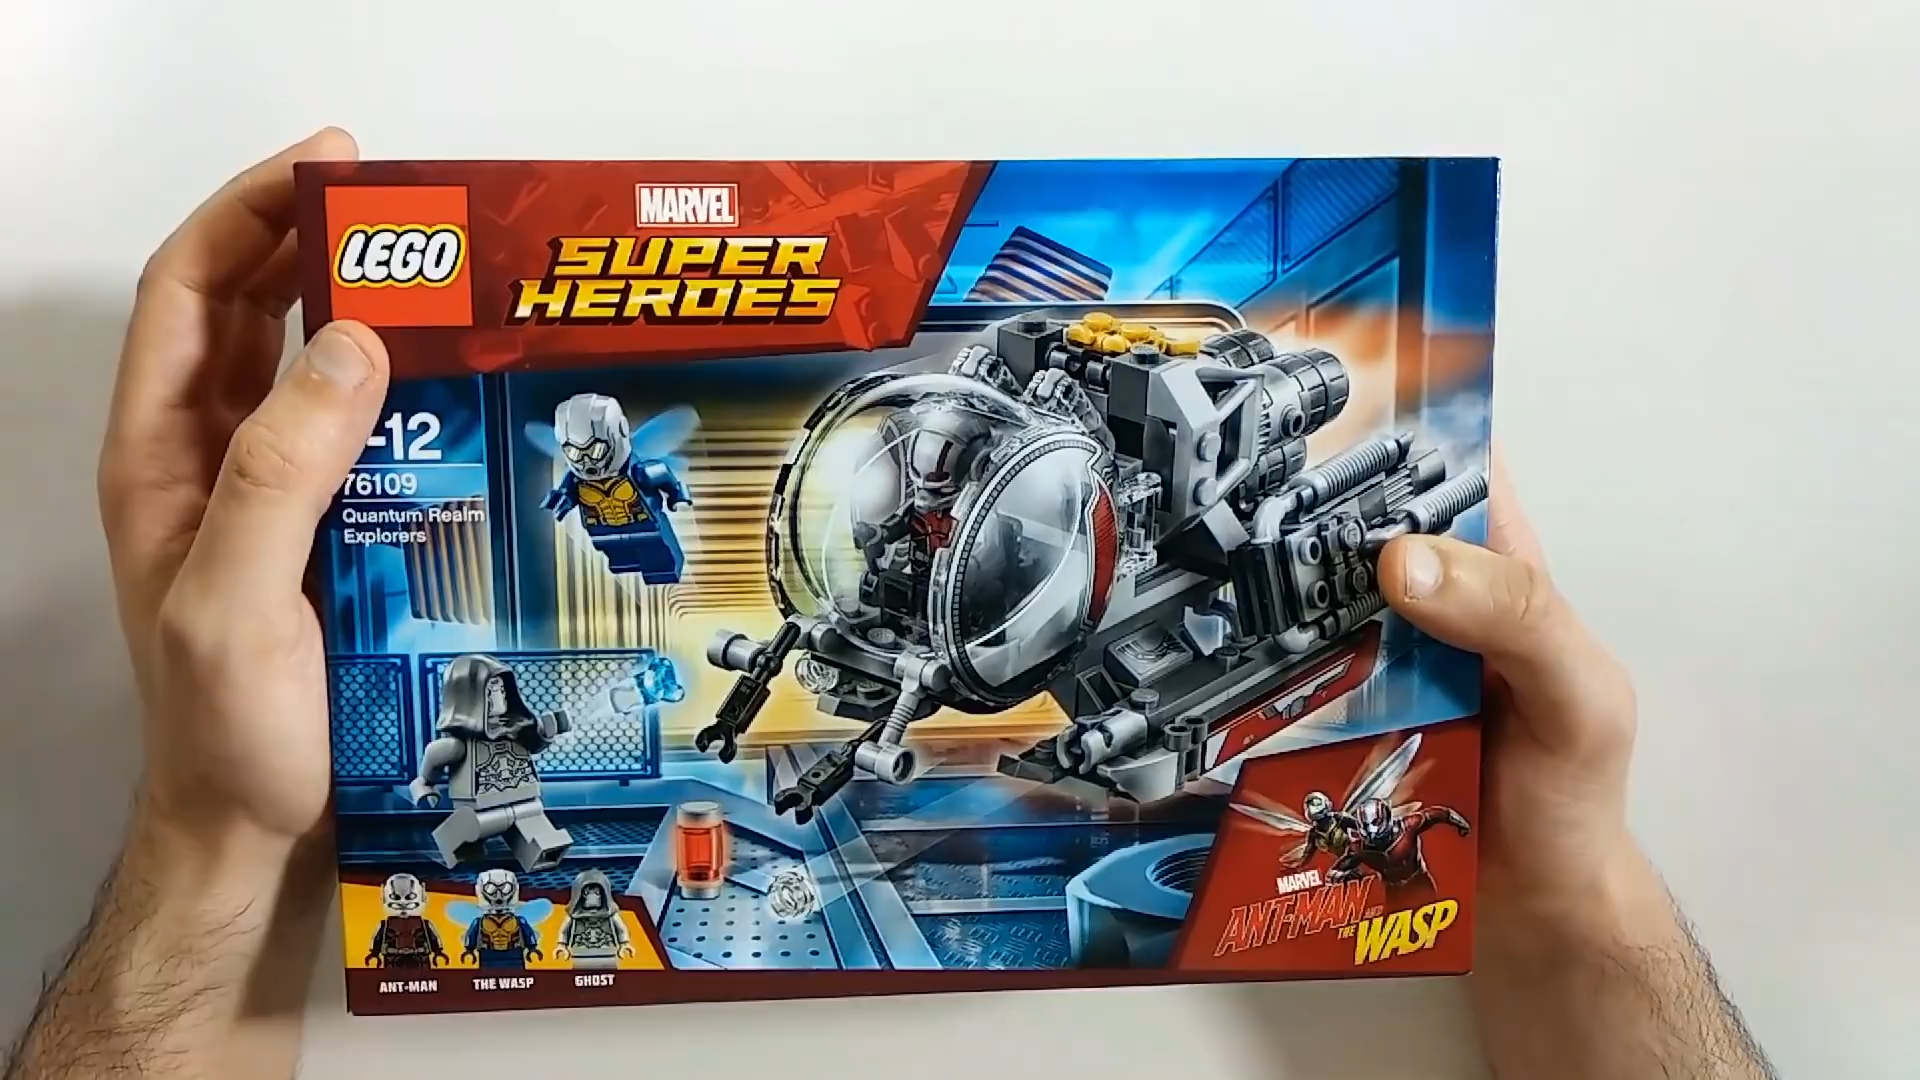 LEGO
MARVEL
SUPER
HEROES
-12
76109
Quantum Realm
Explorers
MARVEL
ANT-MAN
AND
THE WASP
ANT-MAN
THE WASP
GHOST